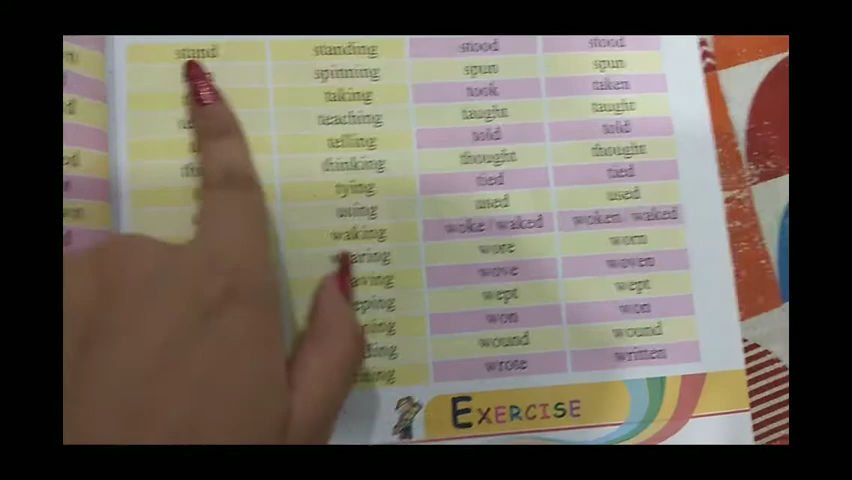 stand standing stood stood
spinning spun spun
taking took taken
teaching taught taught
telling told told
thinking thought thought
tying tied tied
using used used
waking woke / waked woken / waked
wore worn
wove woven
wept wept
won won
wound wound
wrote written
EXERCISE